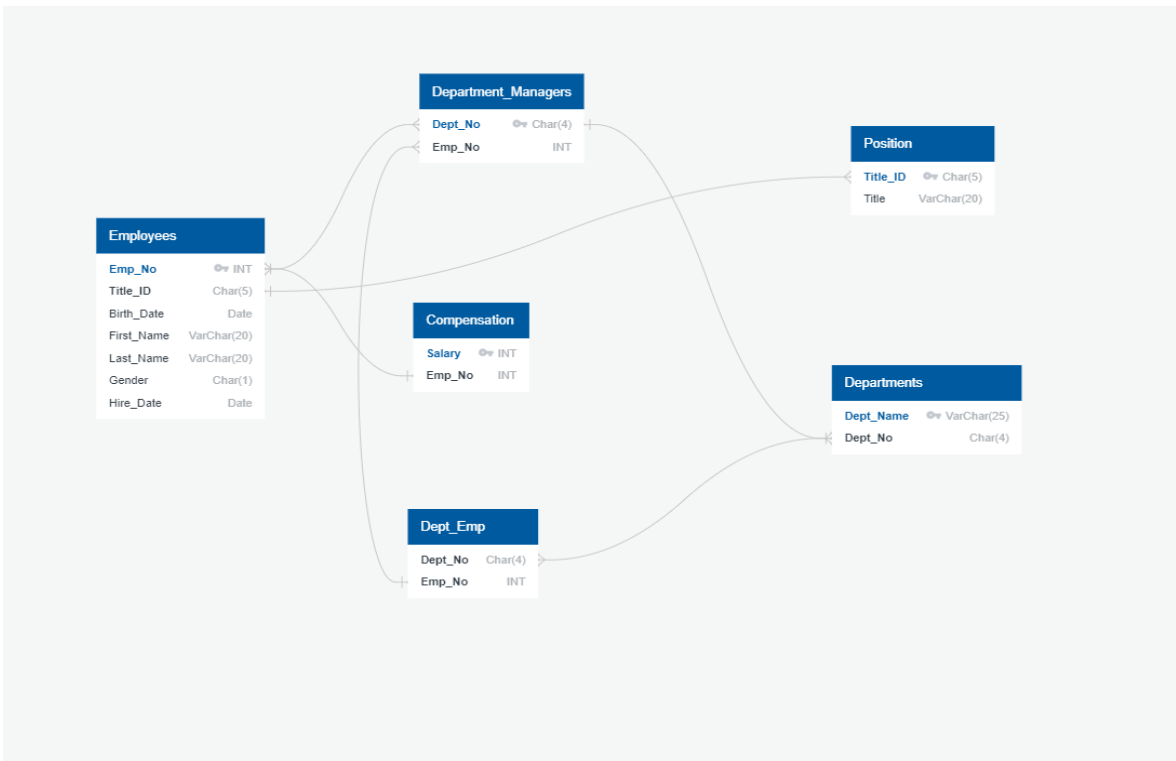 Department_Managers
Dept_No Char(4)
Emp_No INT
Position
Title_ID Char(5)
Title VarChar(20)
Employees
Emp_No INT
Title_ID Char(5)
Birth_Date Date
First_Name VarChar(20)
Last_Name VarChar(20)
Gender Char(1)
Hire_Date Date
Compensation
Salary INT
Emp_No INT
Departments
Dept_Name VarChar(25)
Dept_No Char(4)
Dept_Emp
Dept_No Char(4)
Emp_No INT